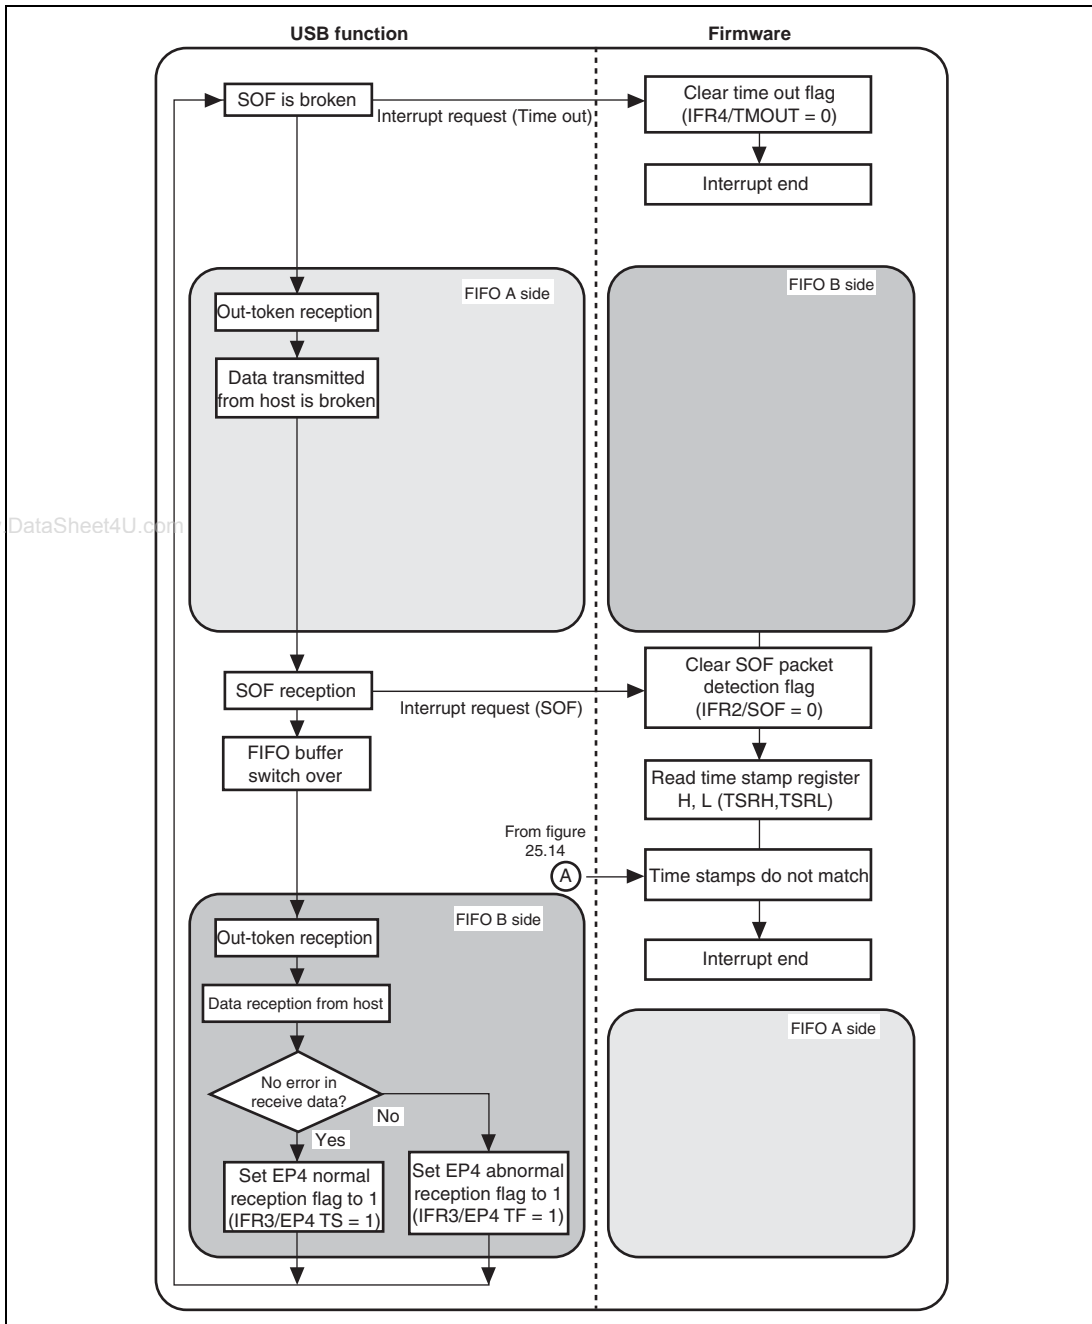 USB function
Firmware
SOF is broken
Interrupt request (Time out)
Clear time out flag
(IFR4/TMOUT = 0)
Interrupt end
FIFO A side
Out-token reception
Data transmitted
from host is broken
FIFO B side
DataSheet4U.com
SOF reception
Interrupt request (SOF)
Clear SOF packet
detection flag
(IFR2/SOF = 0)
FIFO buffer
switch over
Read time stamp register
H, L (TSRH,TSRL)
From figure
25.14
A
Time stamps do not match
Interrupt end
FIFO B side
Out-token reception
Data reception from host
No error in
receive data?
No
Yes
Set EP4 normal
reception flag to 1
(IFR3/EP4 TS = 1)
Set EP4 abnormal
reception flag to 1
(IFR3/EP4 TF = 1)
FIFO A side